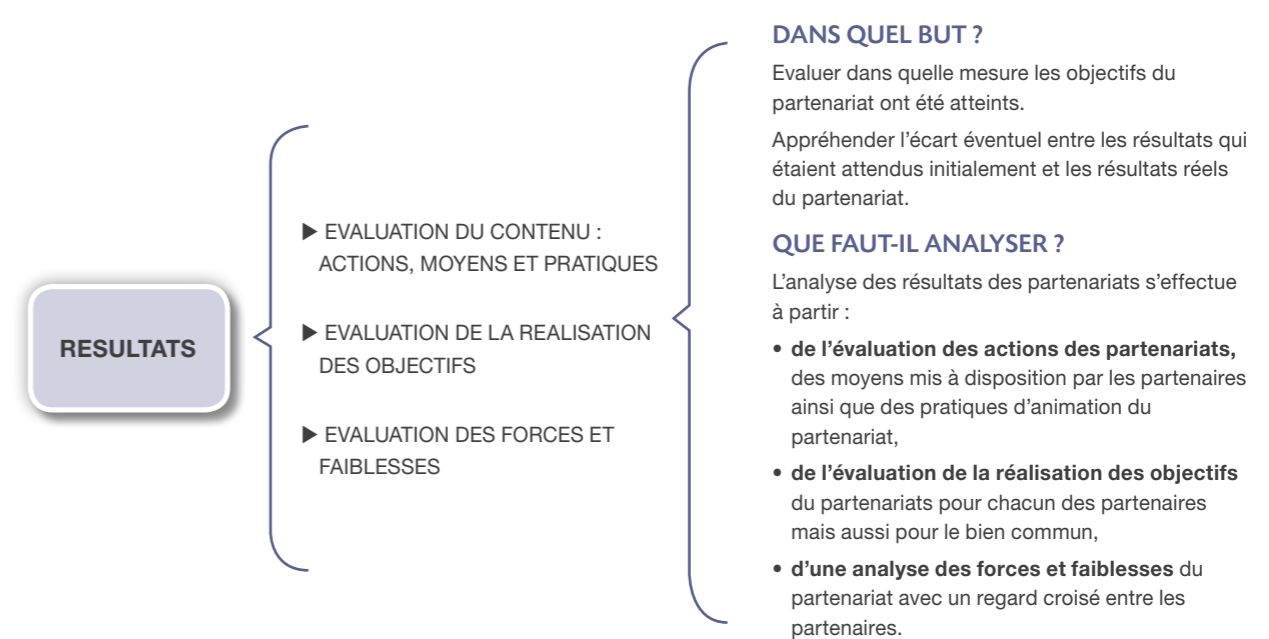 RESULTATS
▶ EVALUATION DU CONTENU :
ACTIONS, MOYENS ET PRATIQUES
▶ EVALUATION DE LA REALISATION
DES OBJECTIFS
▶ EVALUATION DES FORCES ET
FAIBLESSES
DANS QUEL BUT ?
Evaluer dans quelle mesure les objectifs du
partenariat ont été atteints.
Appréhender l’écart éventuel entre les résultats qui
étaient attendus initialement et les résultats réels
du partenariat.
QUE FAUT-IL ANALYSER ?
L’analyse des résultats des partenariats s’effectue
à partir :
• de l’évaluation des actions des partenariats,
des moyens mis à disposition par les partenaires
ainsi que des pratiques d’animation du
partenariat,
• de l’évaluation de la réalisation des objectifs
du partenariats pour chacun des partenaires
mais aussi pour le bien commun,
• d’une analyse des forces et faiblesses du
partenariat avec un regard croisé entre les
partenaires.